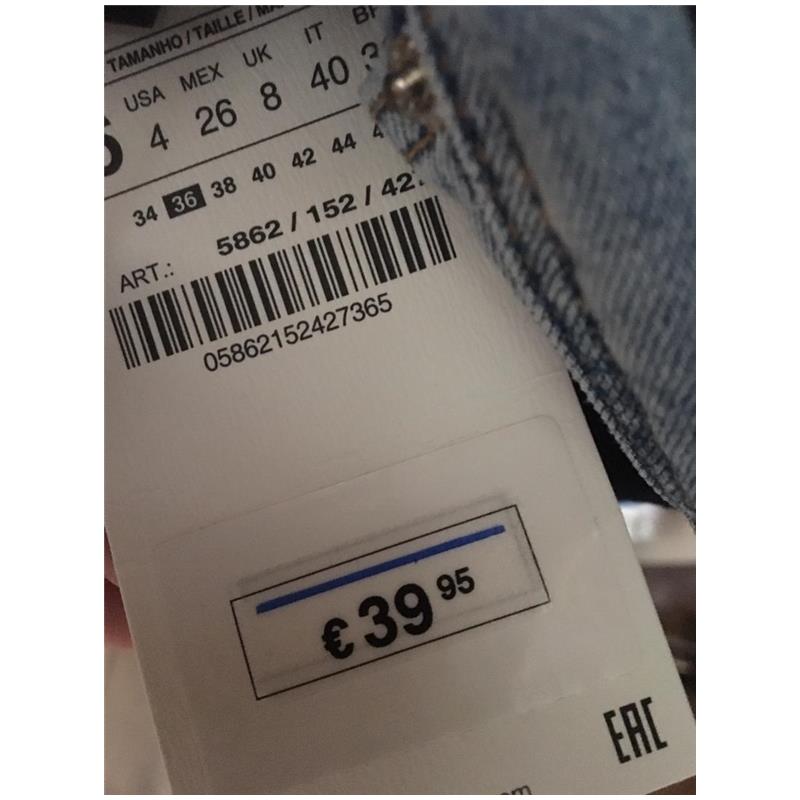 TAMANHO / TAILLE /
USA MEX UK IT
4 26 8 40
34 36 38 40 42 44
5862 / 152 / 42
ART.:
05862152427365
€ 39 95
EAC